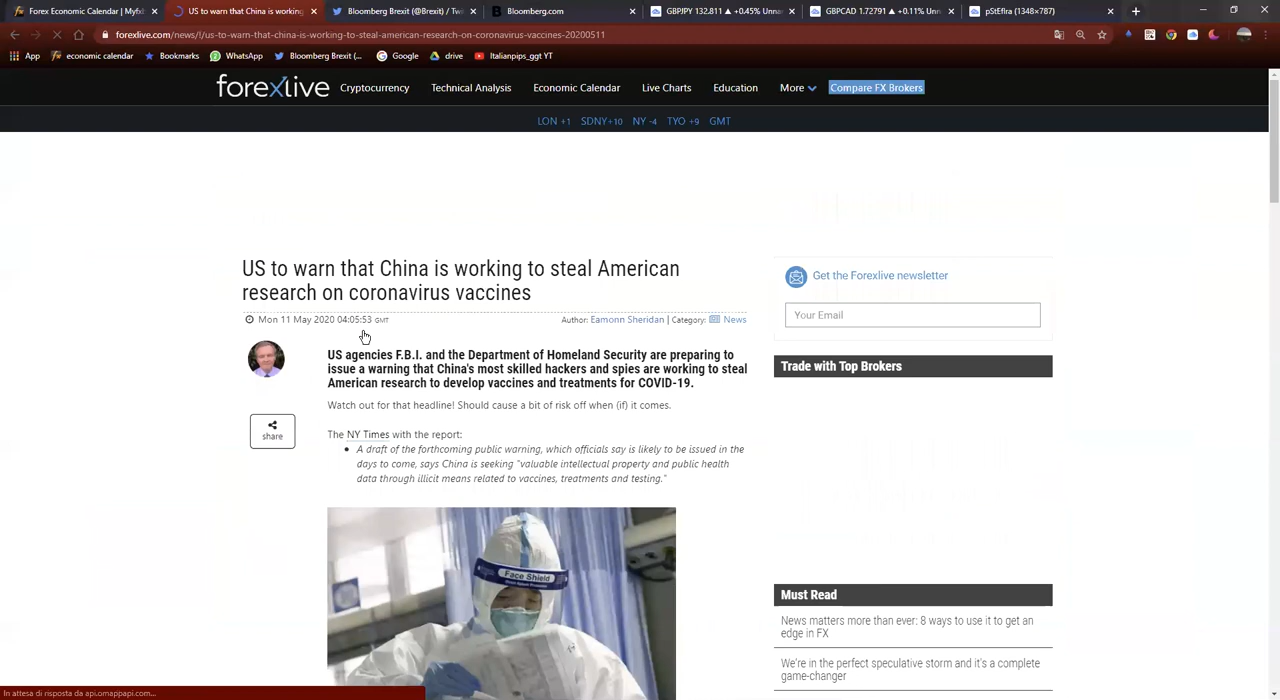 Forex Economic Calendar | Myfx
US to warn that China is working
Bloomberg Brexit (@Brexit) / Tw
Bloomberg.com
GBPJPY 132.811 ▲ +0.45% Unn
GBPCAD 1.72791 ▲ +0.11% Unn
pStEflra (1348×787)
forexlive.com/news/!/us-to-warn-that-china-is-working-to-steal-american-research-on-coronavirus-vaccines-20200511
App economic calendar Bookmarks WhatsApp Bloomberg Brexit (... Google drive Italianpips_ggt YT
forexlive Cryptocurrency Technical Analysis Economic Calendar Live Charts Education More Compare FX Brokers
LON +1 SDNY+10 NY -4 TYO +9 GMT
US to warn that China is working to steal American
research on coronavirus vaccines
Mon 11 May 2020 04:05:53 GMT
Author: Eamonn Sheridan | Category: News
US agencies F.B.I. and the Department of Homeland Security are preparing to
issue a warning that China's most skilled hackers and spies are working to steal
American research to develop vaccines and treatments for COVID-19.
share
Watch out for that headline! Should cause a bit of risk off when (if) it comes.
The NY Times with the report:
• A draft of the forthcoming public warning, which officials say is likely to be issued in the
days to come, says China is seeking "valuable intellectual property and public health
data through illicit means related to vaccines, treatments and testing."
Face Shield
Get the Forexlive newsletter
Your Email
Trade with Top Brokers
Must Read
News matters more than ever: 8 ways to use it to get an
edge in FX
We're in the perfect speculative storm and it's a complete
game-changer
In attesa di risposta da api.omappapi.com...